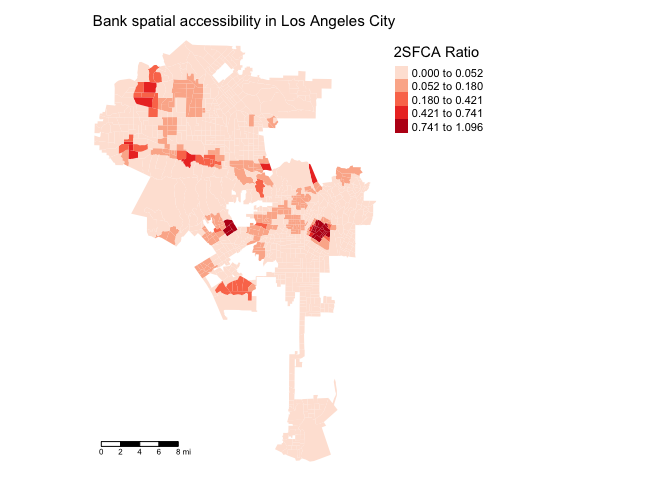 Bank spatial accessibility in Los Angeles City
2SFCA Ratio
0.000 to 0.052
0.052 to 0.180
0.180 to 0.421
0.421 to 0.741
0.741 to 1.096
0 2 4 6 8 mi